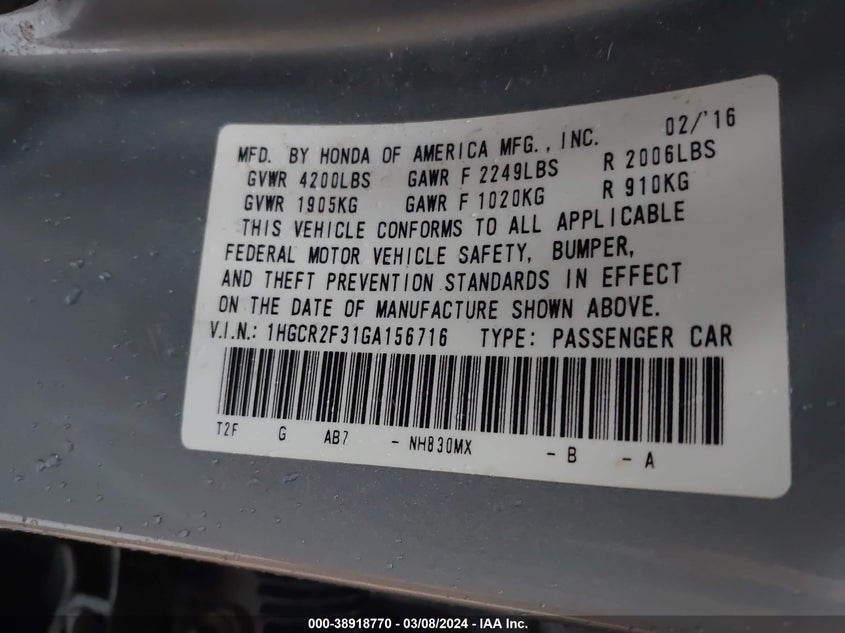 MFD. BY HONDA OF AMERICA MFG., INC. 02/'16
GVWR 4200LBS GAWR F 2249LBS R 2006LBS
GVWR 1905KG GAWR F 1020KG R 910KG
THIS VEHICLE CONFORMS TO ALL APPLICABLE
FEDERAL MOTOR VEHICLE SAFETY, BUMPER,
AND THEFT PREVENTION STANDARDS IN EFFECT
ON THE DATE OF MANUFACTURE SHOWN ABOVE.
V.I.N.: 1HGCR2F31GA156716 TYPE: PASSENGER CAR
T2F G AB7 - NH830MX - B - A
000-38918770 — 03/08/2024 — IAA Inc.